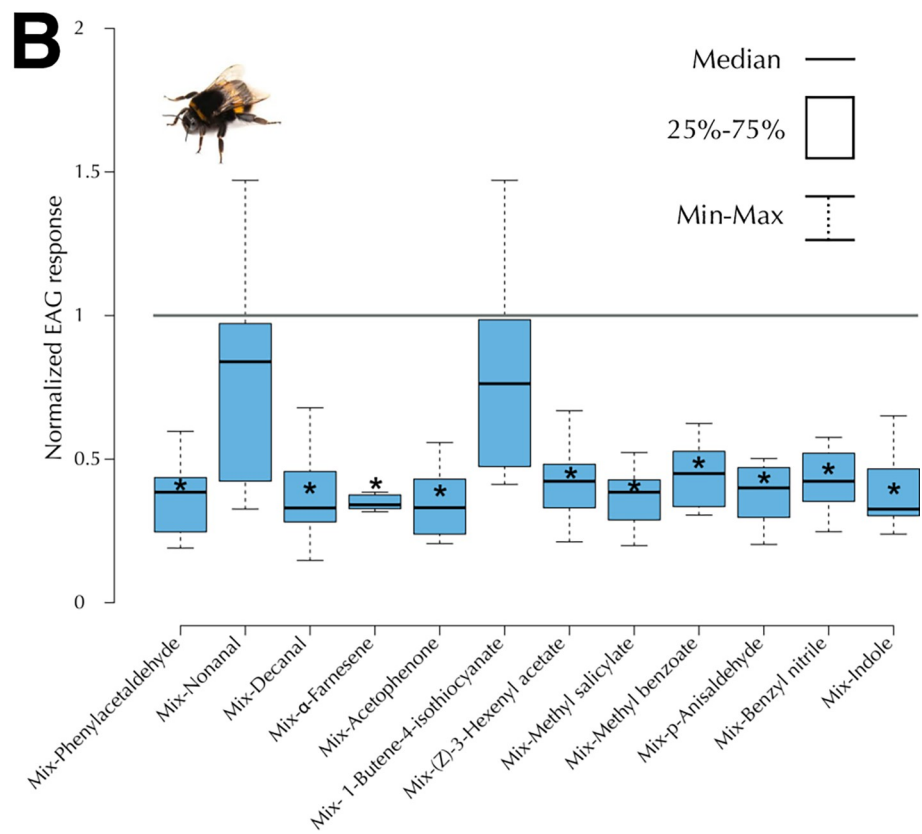 B
2
1.5
1
0.5
0
Normalized EAG response
Median
25%-75%
Min-Max
*
*
*
*
*
*
*
*
*
*
Mix-Phenylacetaldehyde
Mix-Nonanal
Mix-Decanal
Mix-α-Farnesene
Mix-Acetophenone
Mix- 1-Butene-4-isothiocyanate
Mix-(Z)-3-Hexenyl acetate
Mix-Methyl salicylate
Mix-Methyl benzoate
Mix-p-Anisaldehyde
Mix-Benzyl nitrile
Mix-Indole